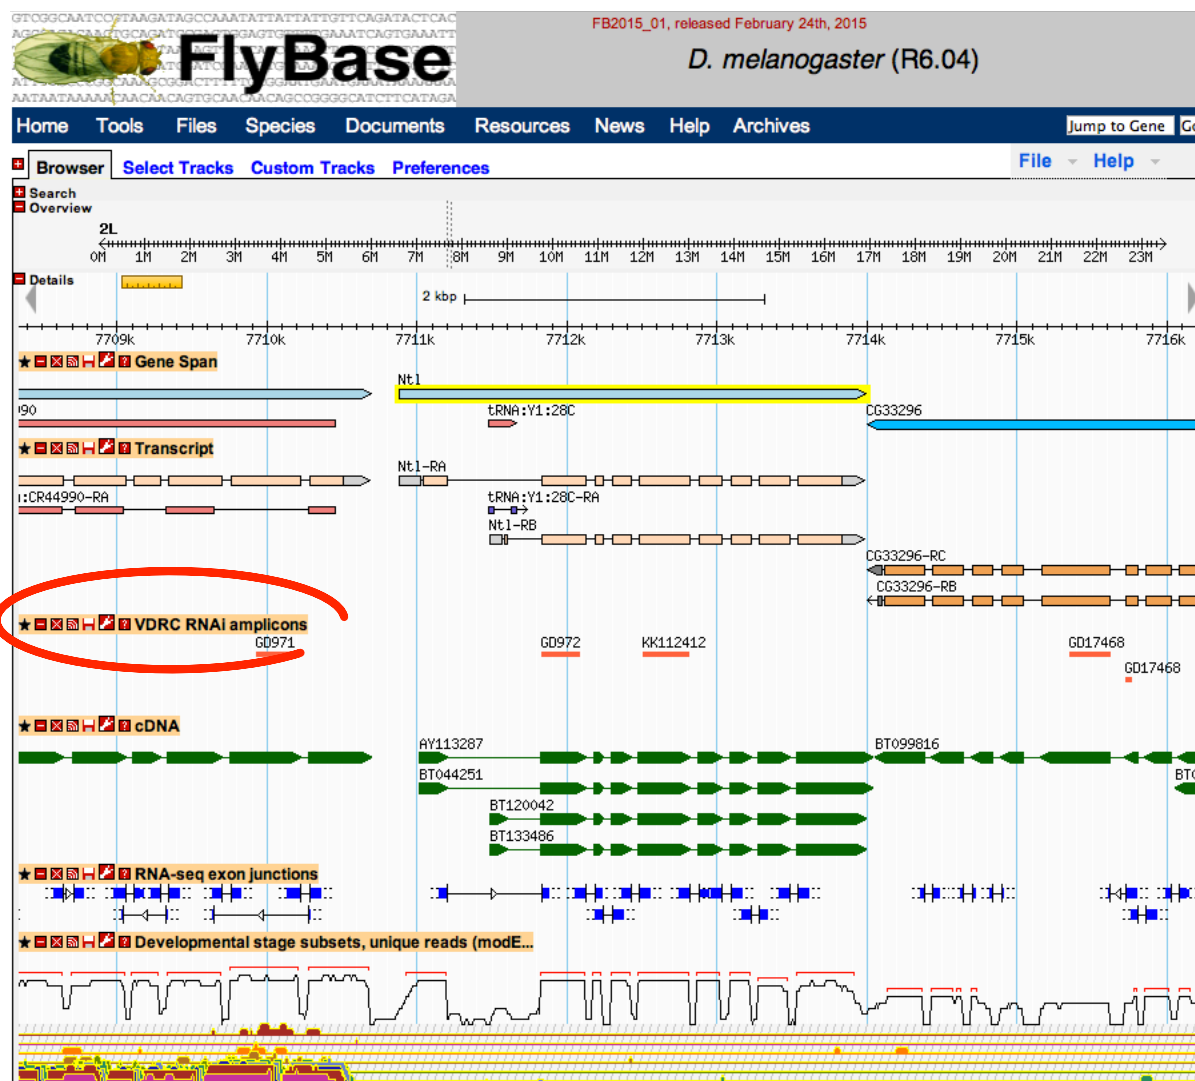 GTCGGCAATCCGTAAGATAGCCAAATATTATTATTGTTCAGATACTCAC
FlyBase
AATAATAAAAACAACAACAGTGCAACAACAGCCGGGGCATCTTCATAGA
FB2015_01, released February 24th, 2015
D. melanogaster (R6.04)
Home Tools Files Species Documents Resources News Help Archives Jump to Gene
Browser Select Tracks Custom Tracks Preferences File Help
Search
Overview
2L
0M 1M 2M 3M 4M 5M 6M 7M 8M 9M 10M 11M 12M 13M 14M 15M 16M 17M 18M 19M 20M 21M 22M 23M
Details
2 kbp
7709k 7710k 7711k 7712k 7713k 7714k 7715k 7716k
Gene Span
Ntl
990 tRNA:Y1:28C CG33296
Transcript
Ntl-RA
:CR44990-RA tRNA:Y1:28C-RA
Ntl-RB
CG33296-RC
CG33296-RB
VDRC RNAi amplicons
GD971 GD972 KK112412 GD17468
GD17468
cDNA
AY113287 BT099816
BT044251
BT120042
BT133486
RNA-seq exon junctions
Developmental stage subsets, unique reads (modE...